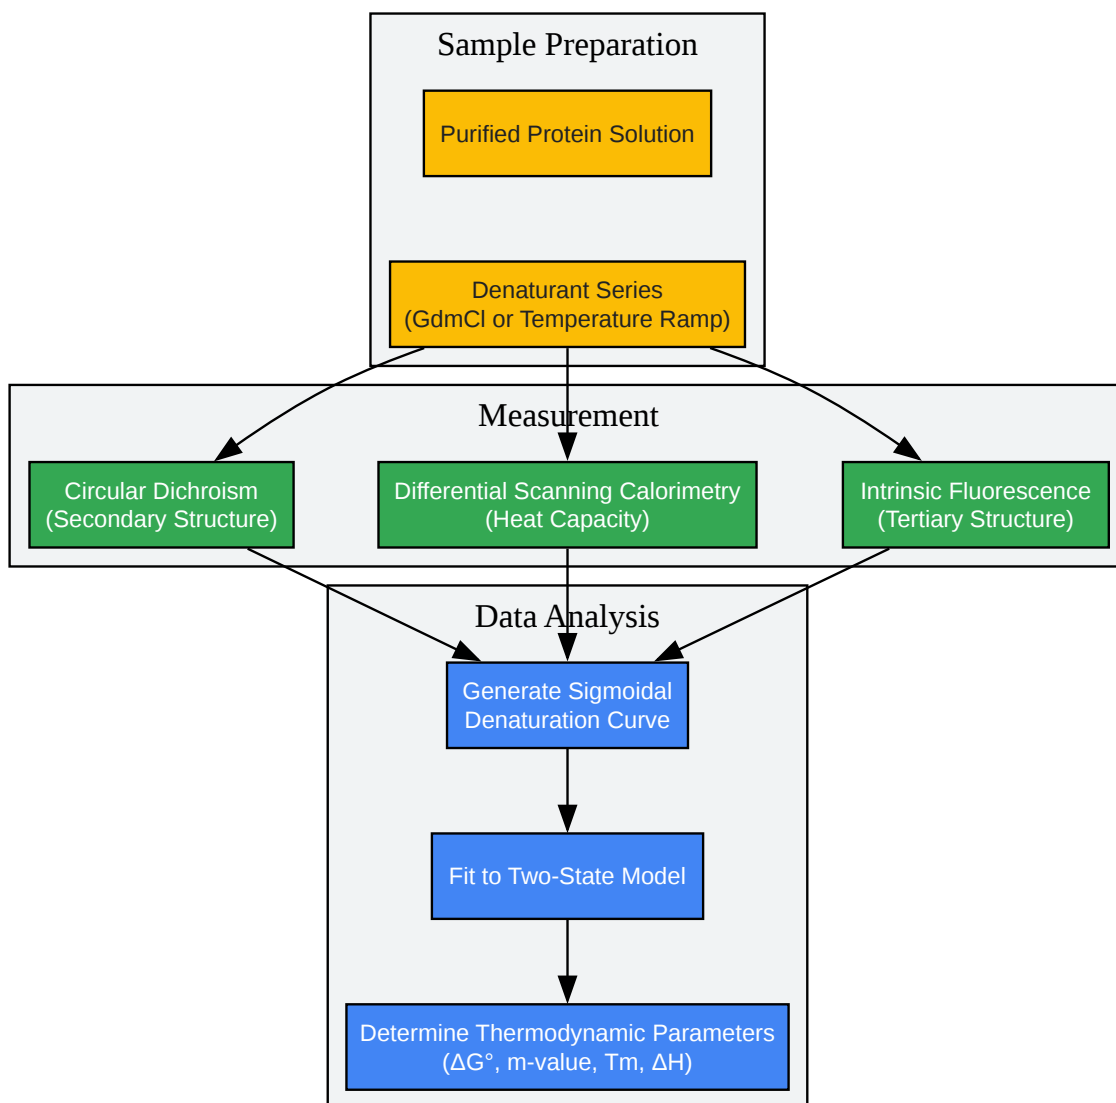 Sample Preparation
Purified Protein Solution
Denaturant Series
(GdmCl or Temperature Ramp)
Measurement
Circular Dichroism
(Secondary Structure)
Differential Scanning Calorimetry
(Heat Capacity)
Intrinsic Fluorescence
(Tertiary Structure)
Data Analysis
Generate Sigmoidal
Denaturation Curve
Fit to Two-State Model
Determine Thermodynamic Parameters
(ΔG°, m-value, Tm, ΔH)